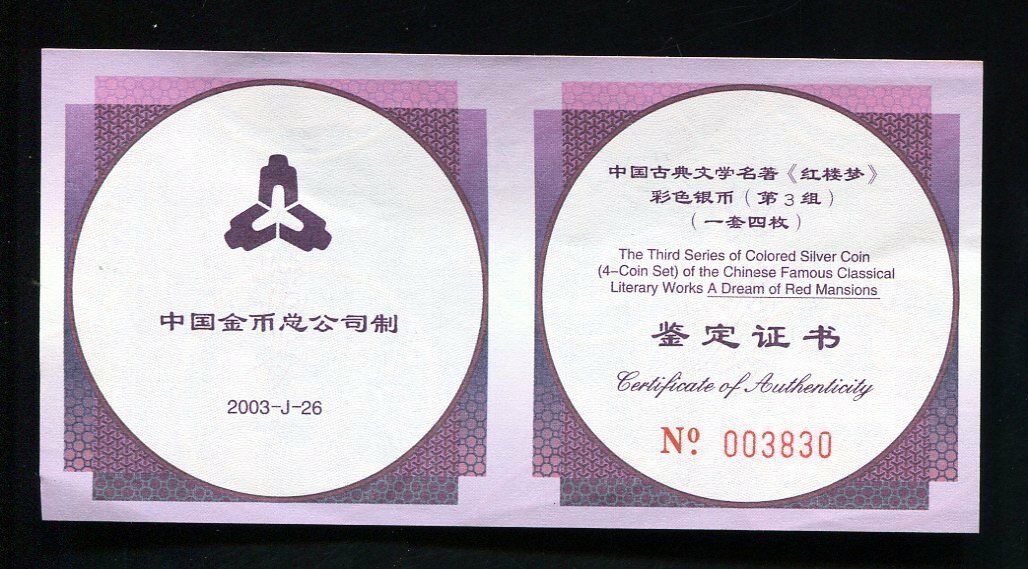 中国金币总公司制
2003-J-26
中国古典文学名著《红楼梦》
彩色银币（第3组）
（一套四枚）
The Third Series of Colored Silver Coin
(4-Coin Set) of the Chinese Famous Classical
Literary Works A Dream of Red Mansions
鉴定证书
Certificate of Authenticity
Nº 003830